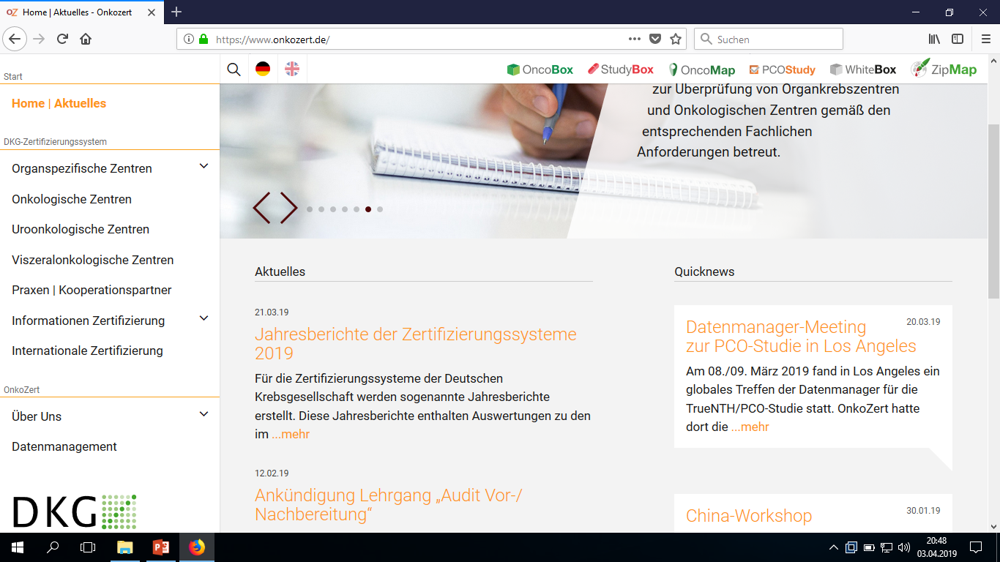 Home | Aktuelles - Onkozert
https://www.onkozert.de/
Suchen
Start
Home | Aktuelles
DKG-Zertifizierungssystem
Organspezifische Zentren
Onkologische Zentren
Uroonkologische Zentren
Viszeralonkologische Zentren
Praxen | Kooperationspartner
Informationen Zertifizierung
Internationale Zertifizierung
OnkoZert
Über Uns
Datenmanagement
DKG
OncoBox StudyBox OncoMap PCOStudy WhiteBox ZipMap
zur Überprüfung von Organkrebszentren
und Onkologischen Zentren gemäß den
entsprechenden Fachlichen
Anforderungen betreut.
Aktuelles
21.03.19
Jahresberichte der Zertifizierungssysteme
2019
Für die Zertifizierungssysteme der Deutschen
Krebsgesellschaft werden sogenannte Jahresberichte
erstellt. Diese Jahresberichte enthalten Auswertungen zu den
im ...mehr
12.02.19
Ankündigung Lehrgang „Audit Vor-/
Nachbereitung“
Quicknews
Datenmanager-Meeting 20.03.19
zur PCO-Studie in Los Angeles
Am 08./09. März 2019 fand in Los Angeles ein
globales Treffen der Datenmanager für die
TrueNTH/PCO-Studie statt. OnkoZert hatte
dort die ...mehr
China-Workshop 30.01.19
20:48
03.04.2019